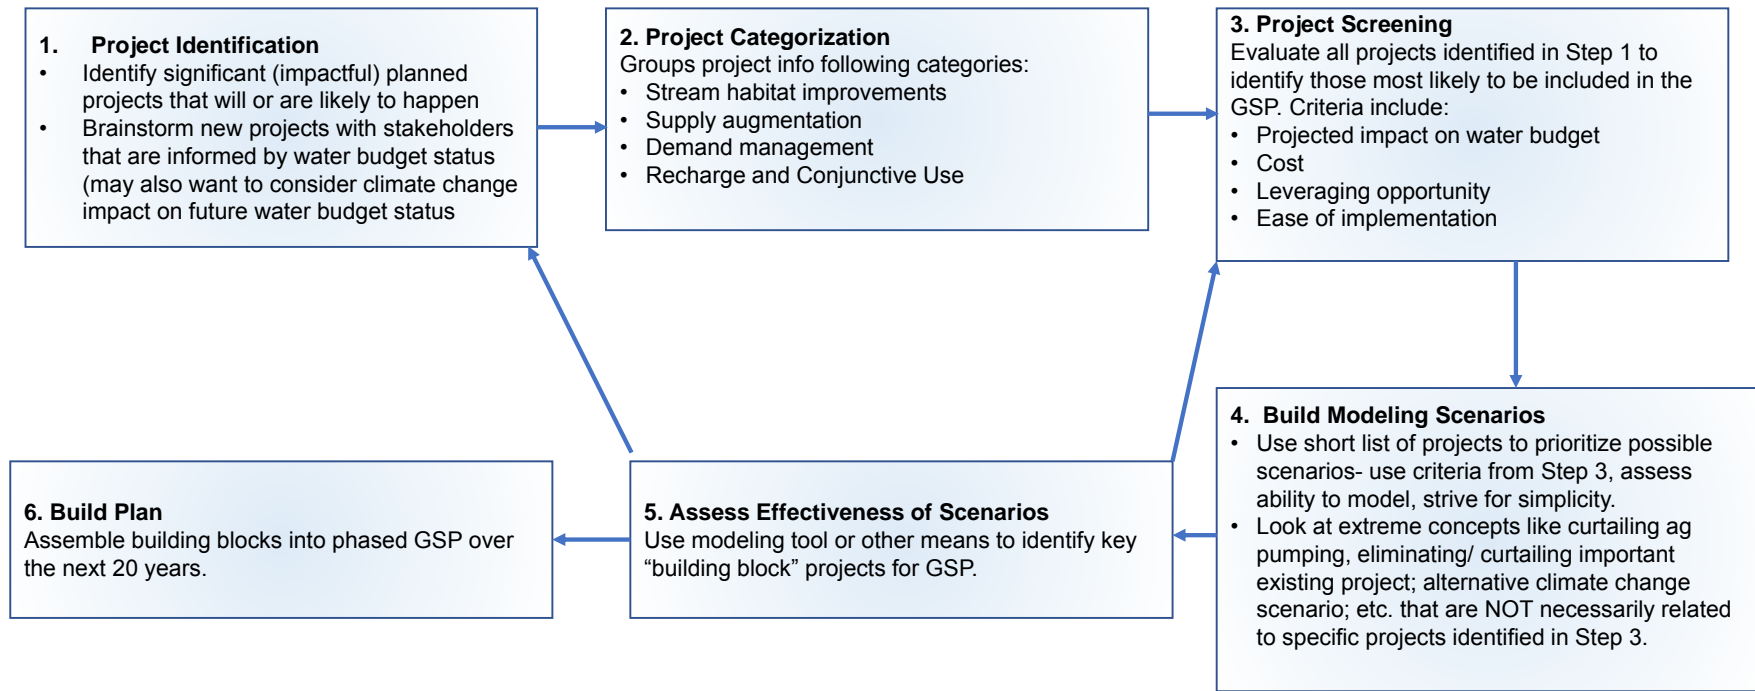 1. Project Identification
• Identify significant (impactful) planned
projects that will or are likely to happen
• Brainstorm new projects with stakeholders
that are informed by water budget status
(may also want to consider climate change
impact on future water budget status
2. Project Categorization
Groups project info following categories:
• Stream habitat improvements
• Supply augmentation
• Demand management
• Recharge and Conjunctive Use
3. Project Screening
Evaluate all projects identified in Step 1 to
identify those most likely to be included in the
GSP. Criteria include:
• Projected impact on water budget
• Cost
• Leveraging opportunity
• Ease of implementation
4. Build Modeling Scenarios
• Use short list of projects to prioritize possible
scenarios- use criteria from Step 3, assess
ability to model, strive for simplicity.
• Look at extreme concepts like curtailing ag
pumping, eliminating/ curtailing important
existing project; alternative climate change
scenario; etc. that are NOT necessarily related
to specific projects identified in Step 3.
5. Assess Effectiveness of Scenarios
Use modeling tool or other means to identify key
“building block” projects for GSP.
6. Build Plan
Assemble building blocks into phased GSP over
the next 20 years.